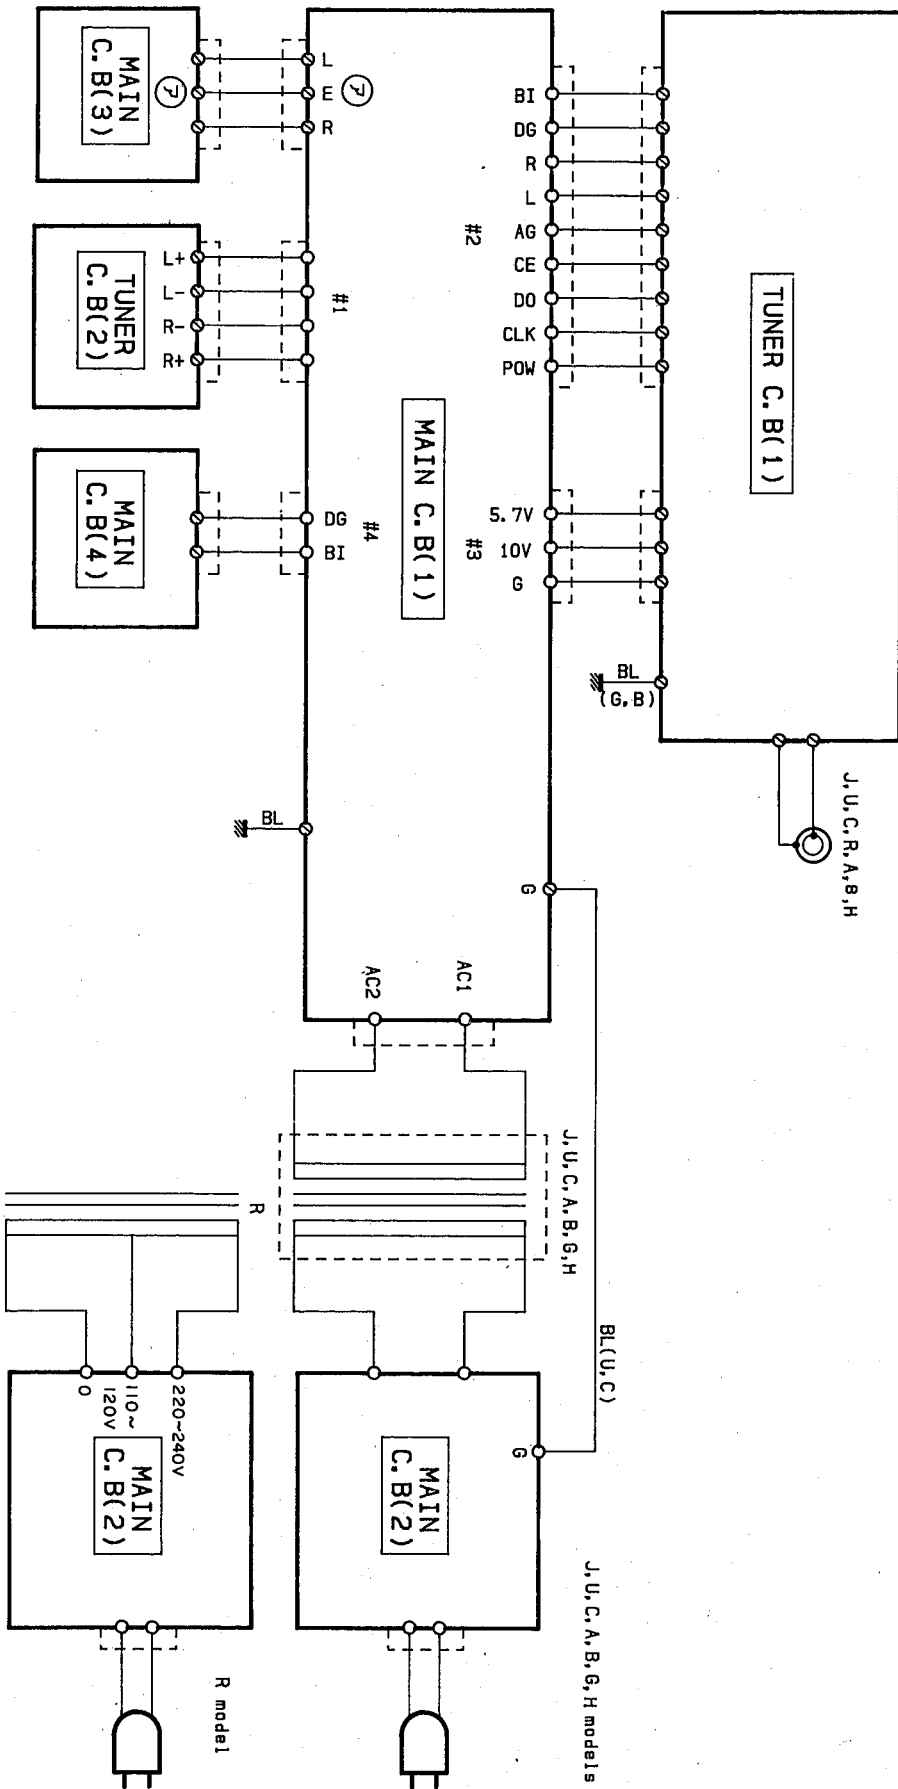 MAIN
C. B(3)
ア
L
E
ア
R
BI
DG
R
L
AG
CE
DO
CLK
POW
#2
TUNER C. B(1)
TUNER
C. B(2)
L+
L-
R-
R+
#1
MAIN C. B(1)
MAIN
C. B(4)
DG
BI
#4
5.7V
10V
G
#3
BL
(G, B)
J, U, C, R, A, B, H
BL
G
AC2
AC1
J, U, C, A, B, G, H
R
BL(U, C)
0
110~
120V
220~240V
MAIN
C. B(2)
G
MAIN
C. B(2)
J, U, C, A, B, G, H models
R model